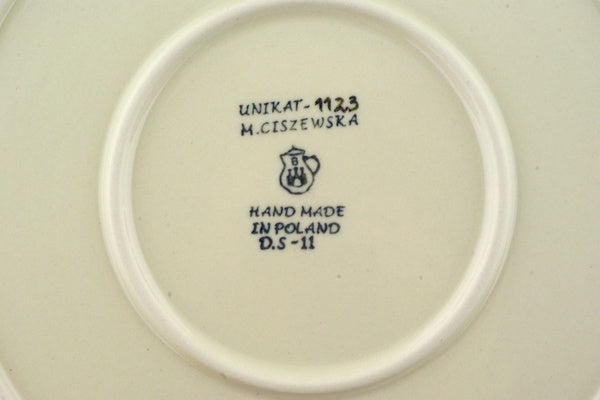 UNIKAT-1123
M.CISZEWSKA
B
HAND MADE
IN POLAND
D.S-11